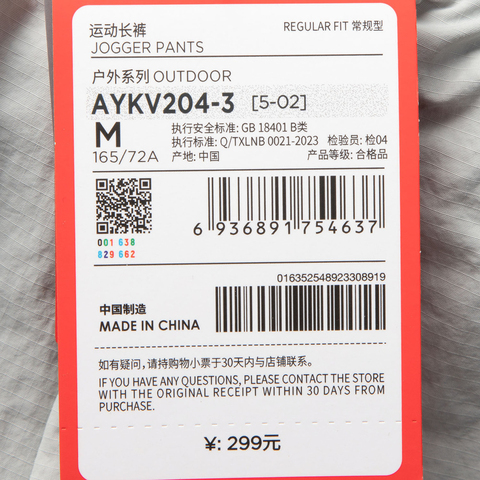 运动长裤
REGULAR FIT 常规型
JOGGER PANTS
户外系列 OUTDOOR
AYKV204-3 [5-02]
M
165/72A
执行安全标准: GB 18401 B类
执行标准: Q/TXLNB 0021-2023 检验员: 检04
产地: 中国 产品等级: 合格品
001 638
829 662
6 936891 754637
016352548923308919
中国制造
MADE IN CHINA
如有疑问，请持购物小票于30天内与店铺联系。
IF YOU HAVE ANY QUESTIONS, PLEASE CONTACT THE STORE
WITH THE ORIGINAL RECEIPT WITHIN 30 DAYS FROM
PURCHASE.
¥: 299元